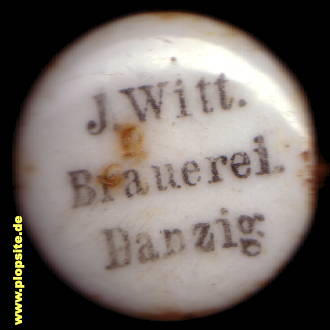 J. Witt.
Brauerei.
Danzig
www.plopsite.de